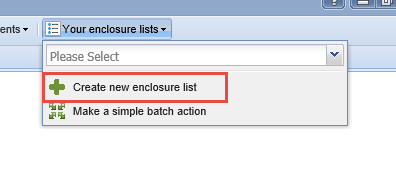 ents
Your enclosure lists
Please Select
Create new enclosure list
Make a simple batch action